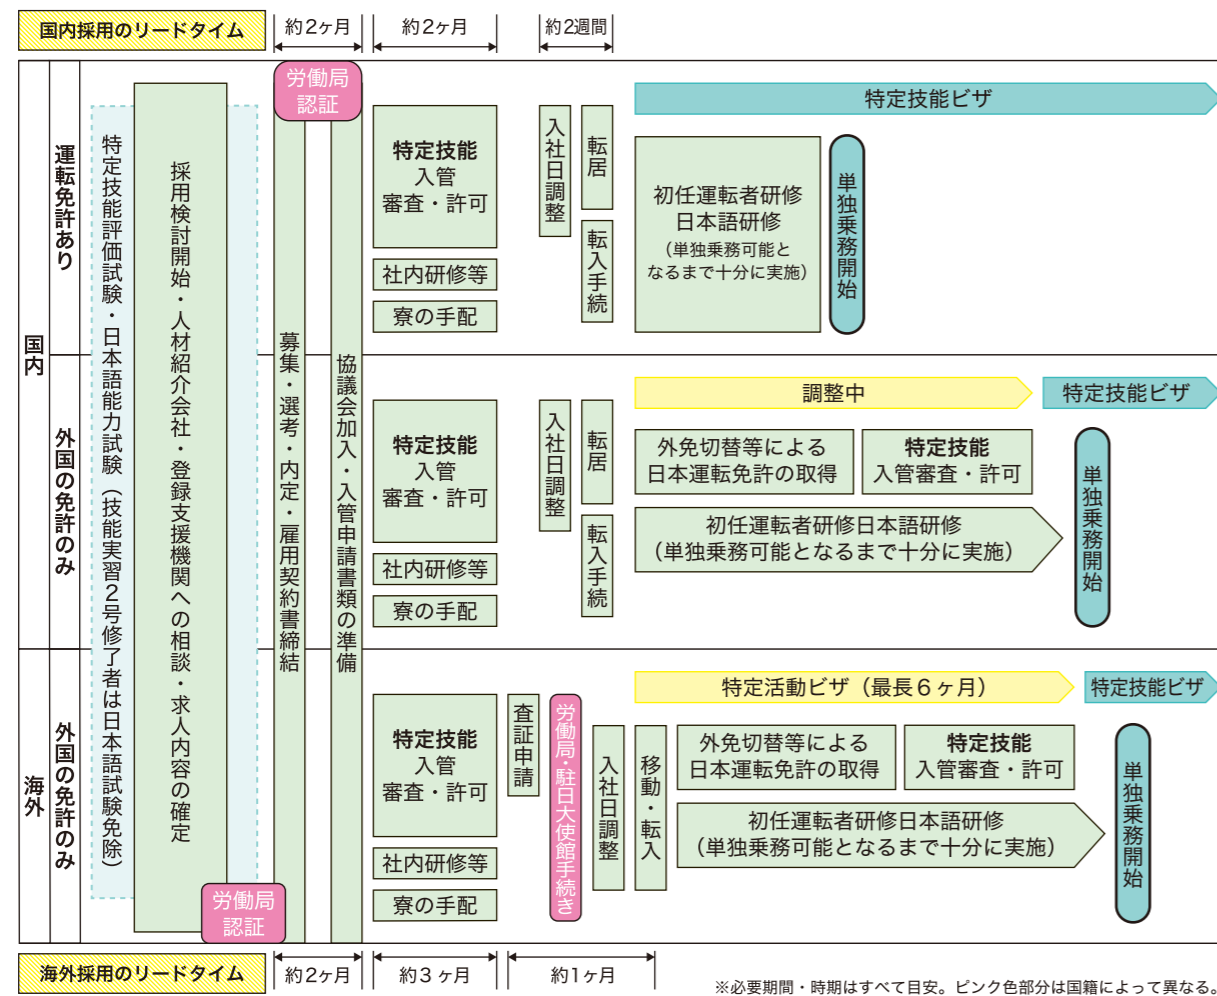 国内採用のリードタイム
約2ヶ月
約2ヶ月
約2週間
国内
運転免許あり
外国の免許のみ
海外
外国の免許のみ
特定技能評価試験・日本語能力試験（技能実習2号修了者は日本語試験免除）
採用検討開始・人材紹介会社・登録支援機関への相談・求人内容の確定
労働局
認証
労働局
認証
募集・選考・内定・雇用契約書締結
協議会加入・入管申請書類の準備
特定技能
入管
審査・許可
社内研修等
寮の手配
入社日調整
転居
転入手続
特定技能ビザ
初任運転者研修
日本語研修
（単独乗務可能と
なるまで十分に実施）
単独乗務開始
特定技能
入管
審査・許可
社内研修等
寮の手配
入社日調整
転居
転入手続
調整中
特定技能ビザ
外免切替等による
日本運転免許の取得
特定技能
入管審査・許可
初任運転者研修日本語研修
（単独乗務可能となるまで十分に実施）
単独乗務開始
特定技能
入管
審査・許可
社内研修等
寮の手配
査証申請
労働局・駐日大使館手続き
入社日調整
移動・転入
特定活動ビザ（最長6ヶ月）
特定技能ビザ
外免切替等による
日本運転免許の取得
特定技能
入管審査・許可
初任運転者研修日本語研修
（単独乗務可能となるまで十分に実施）
単独乗務開始
海外採用のリードタイム
約2ヶ月
約3ヶ月
約1ヶ月
※必要期間・時期はすべて目安。ピンク色部分は国籍によって異なる。